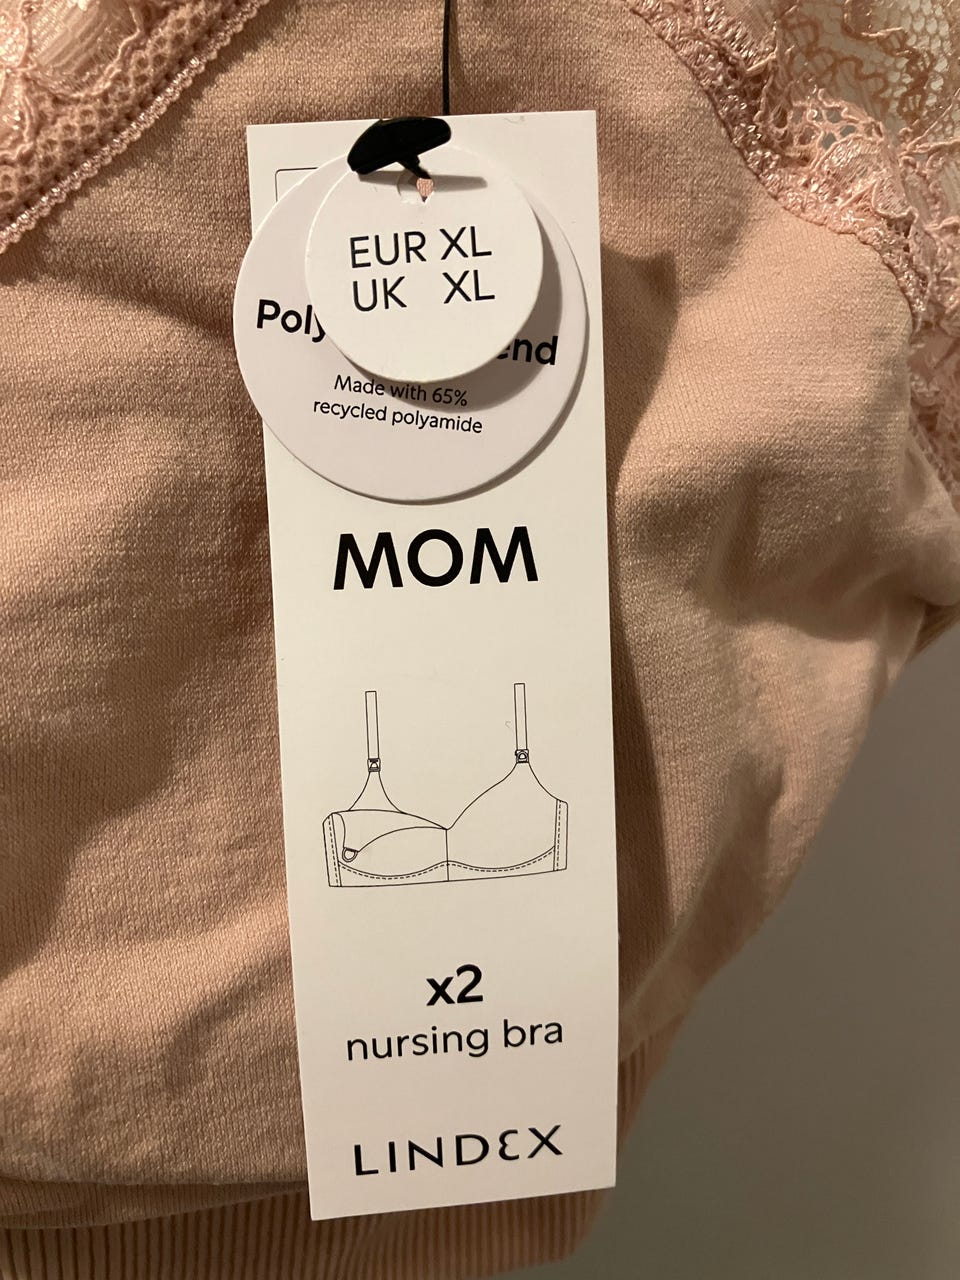 EUR XL
UK XL
Made with 65%
recycled polyamide
MOM
x2
nursing bra
LINDEX